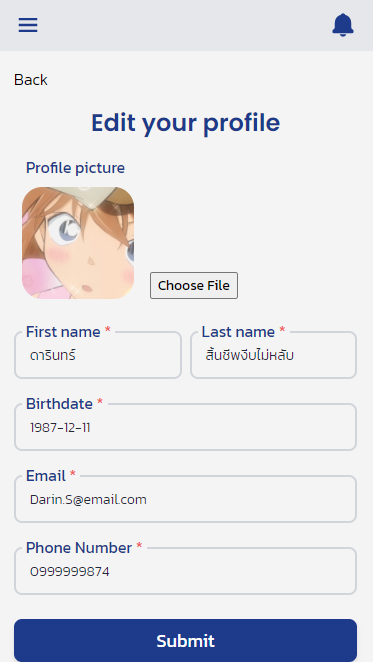 Back
Edit your profile
Profile picture
Choose File
First name * Last name *
ดารินทร์ สิ้นชีพงีบไม่หลับ
Birthdate *
1987-12-11
Email *
Darin.S@email.com
Phone Number *
0999999874
Submit